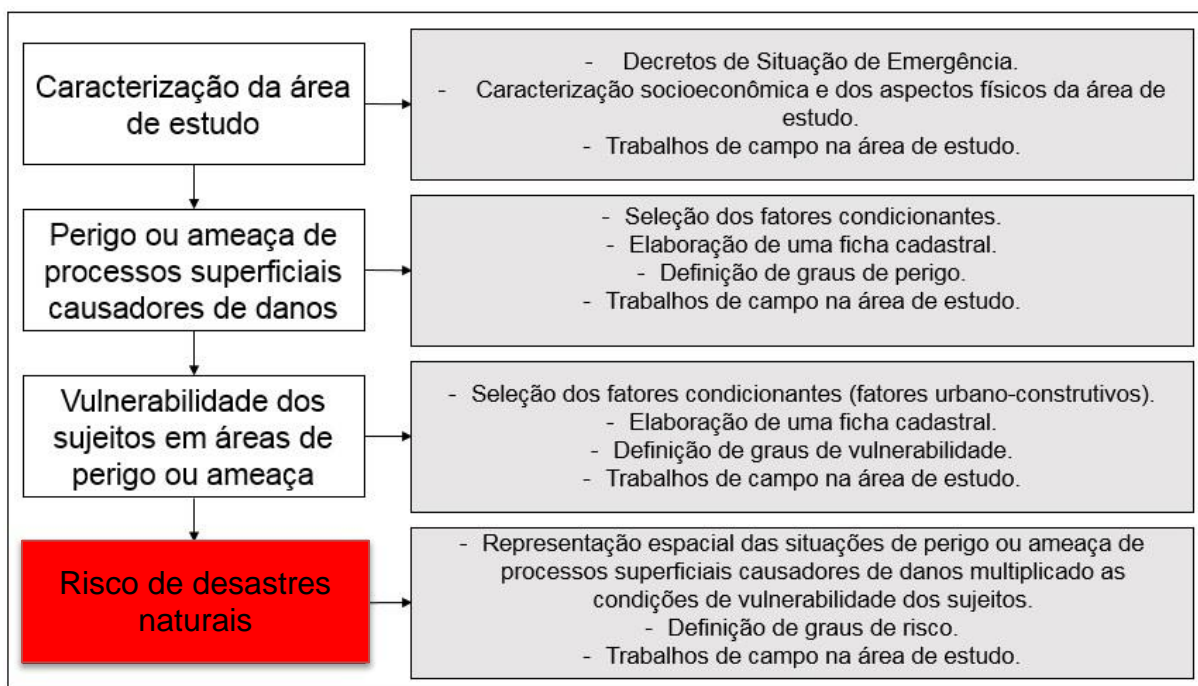 Caracterização da área
de estudo
- Decretos de Situação de Emergência.
- Caracterização socioeconômica e dos aspectos físicos da área de
estudo.
- Trabalhos de campo na área de estudo.
Perigo ou ameaça de
processos superficiais
causadores de danos
- Seleção dos fatores condicionantes.
- Elaboração de uma ficha cadastral.
- Definição de graus de perigo.
- Trabalhos de campo na área de estudo.
Vulnerabilidade dos
sujeitos em áreas de
perigo ou ameaça
- Seleção dos fatores condicionantes (fatores urbano-construtivos).
- Elaboração de uma ficha cadastral.
- Definição de graus de vulnerabilidade.
- Trabalhos de campo na área de estudo.
Risco de desastres
naturais
- Representação espacial das situações de perigo ou ameaça de
processos superficiais causadores de danos multiplicado as
condições de vulnerabilidade dos sujeitos.
- Definição de graus de risco.
- Trabalhos de campo na área de estudo.